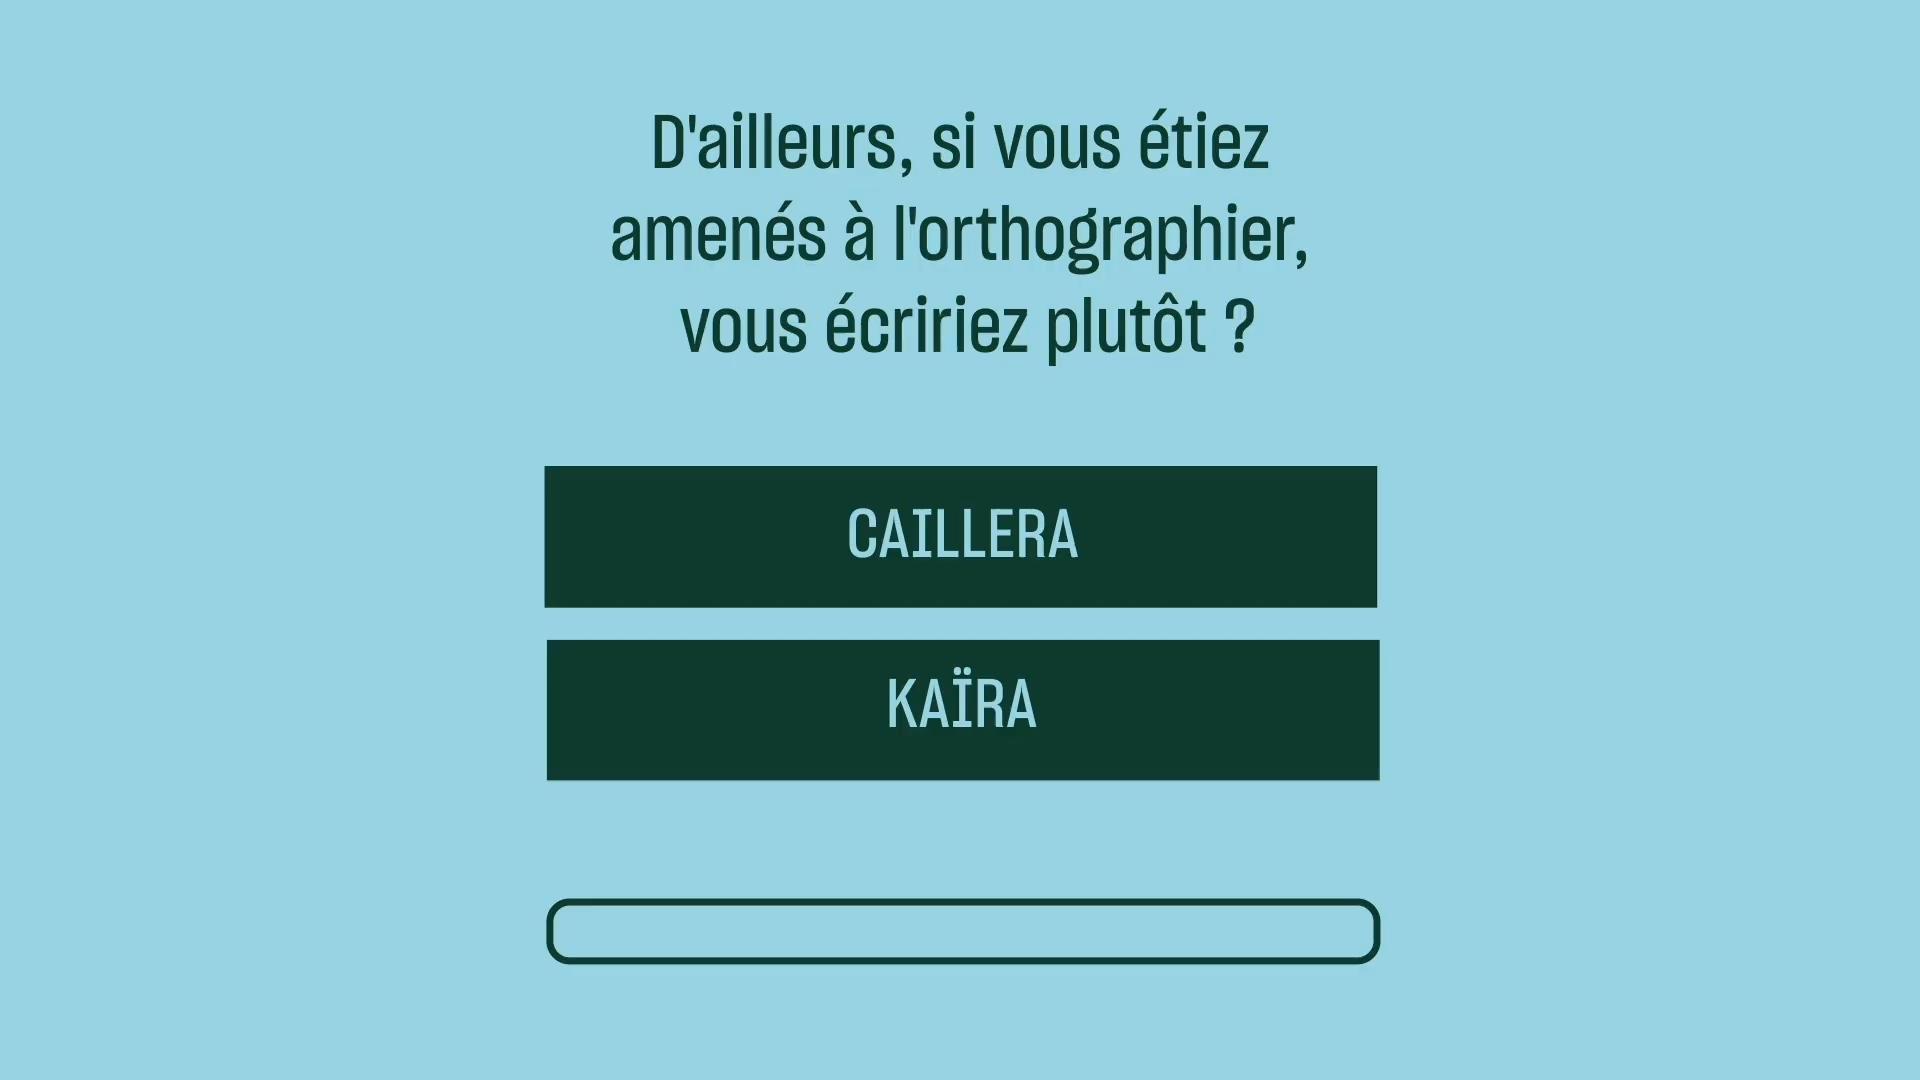 D'ailleurs, si vous étiez
amenés à l'orthographier,
vous écririez plutôt ?
CAILLERA
KAÏRA